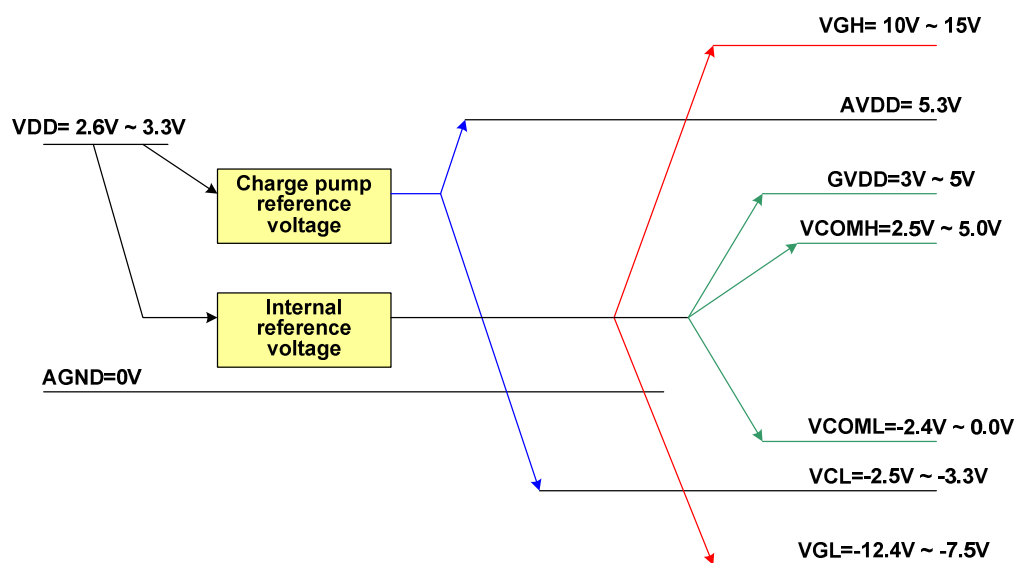 VGH= 10V ~ 15V
AVDD= 5.3V
VDD= 2.6V ~ 3.3V
Charge pump
reference
voltage
GVDD=3V ~ 5V
VCOMH=2.5V ~ 5.0V
Internal
reference
voltage
AGND=0V
VCOML=-2.4V ~ 0.0V
VCL=-2.5V ~ -3.3V
VGL=-12.4V ~ -7.5V